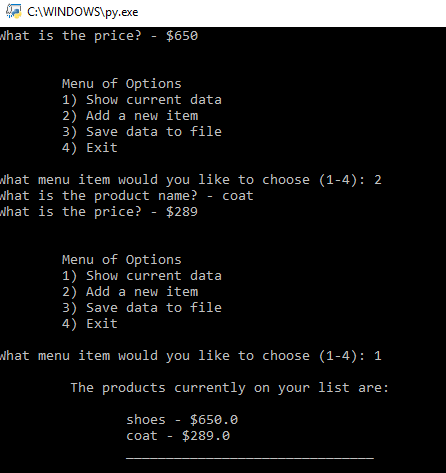 C:\WINDOWS\py.exe
What is the price? - $650
Menu of Options
1) Show current data
2) Add a new item
3) Save data to file
4) Exit
What menu item would you like to choose (1-4): 2
What is the product name? - coat
What is the price? - $289
Menu of Options
1) Show current data
2) Add a new item
3) Save data to file
4) Exit
What menu item would you like to choose (1-4): 1
The products currently on your list are:
shoes - $650.0
coat - $289.0
_______________________________